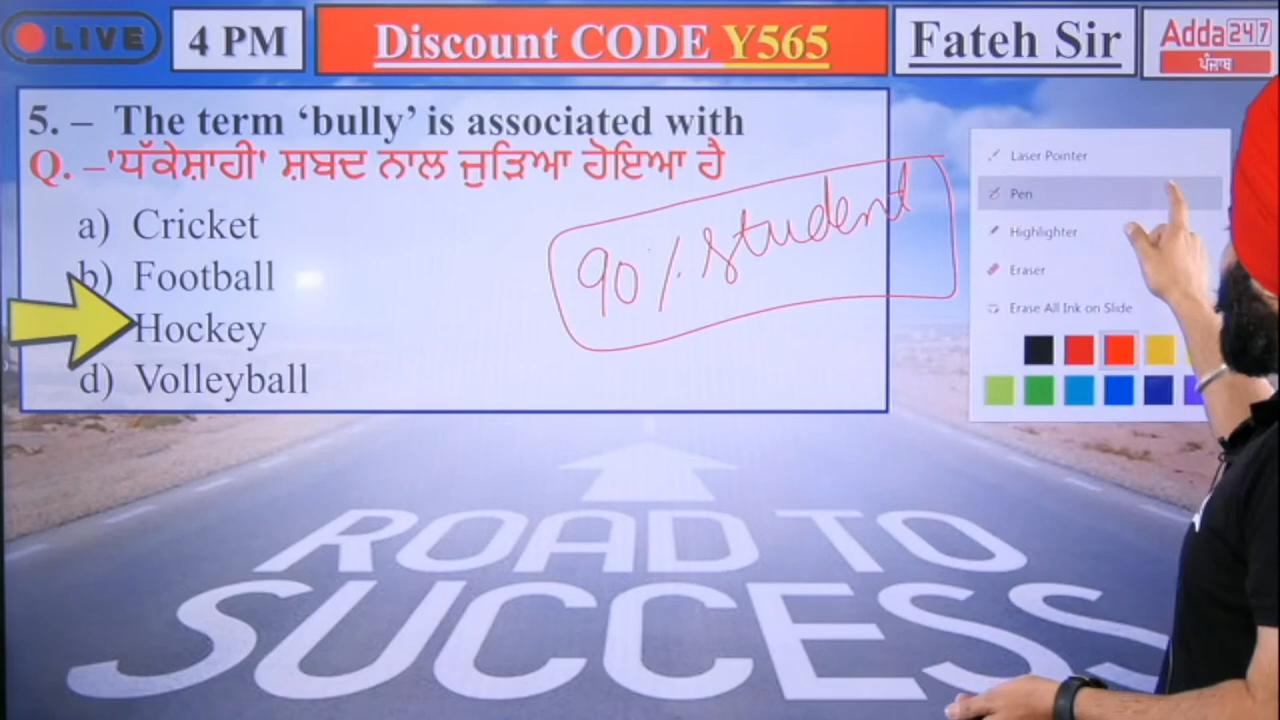 LIVE
4 PM
Discount CODE Y565
Fateh Sir
Adda247
ਪੰਜਾਬ
5. – The term ‘bully’ is associated with
Q. –'ਧੱਕੇਸ਼ਾਹੀ' ਸ਼ਬਦ ਨਾਲ ਜੁੜਿਆ ਹੋਇਆ ਹੈ
a) Cricket
b) Football
Hockey
d) Volleyball
90% student
Laser Pointer
Pen
Highlighter
Eraser
Erase All Ink on Slide
ROAD TO
SUCCESS